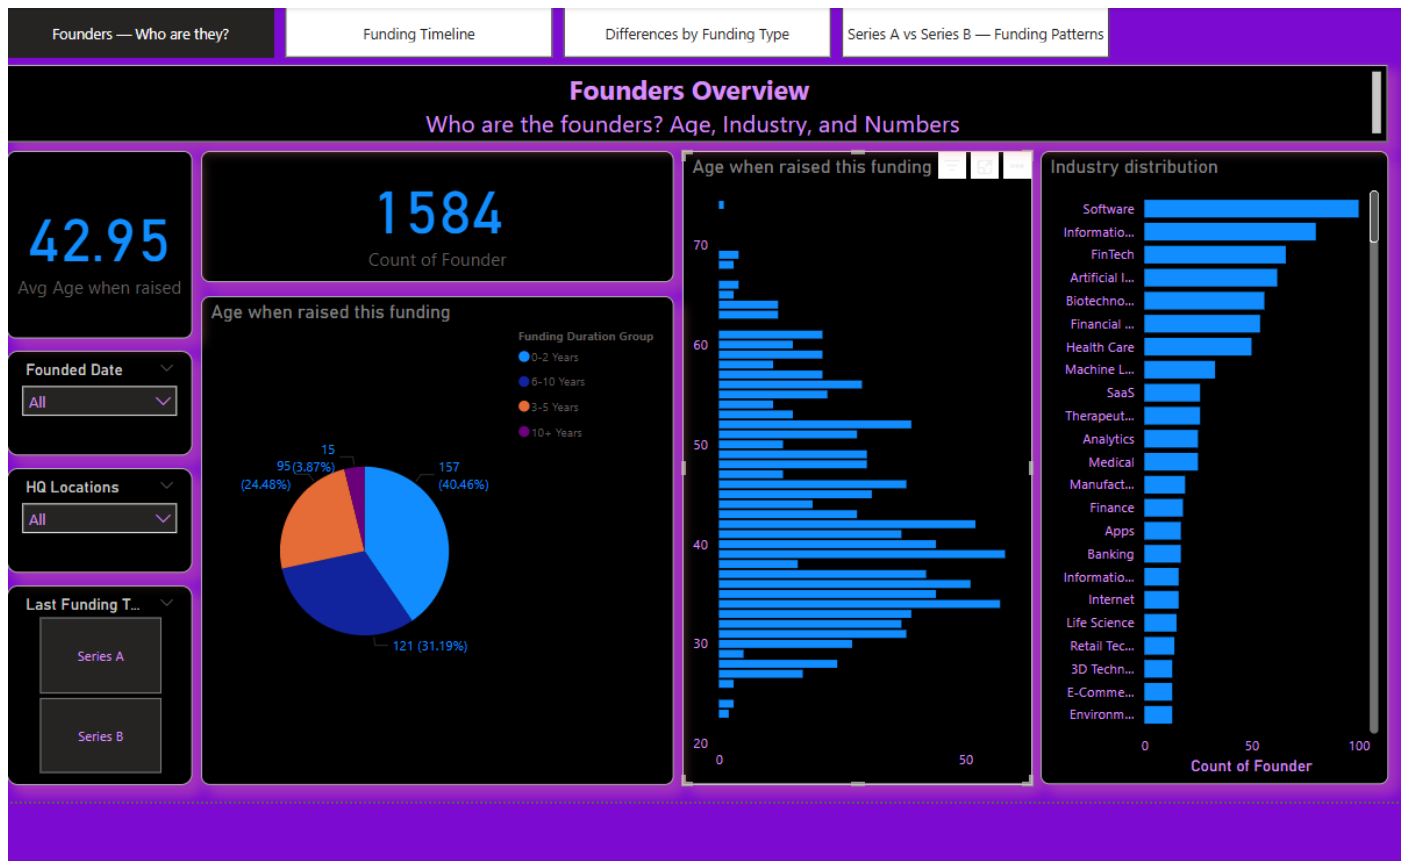 Founders — Who are they?
Funding Timeline
Differences by Funding Type
Series A vs Series B — Funding Patterns
Founders Overview
Who are the founders? Age, Industry, and Numbers
42.95
Avg Age when raised
Founded Date
All
HQ Locations
All
Last Funding T...
Series A
Series B
1584
Count of Founder
Age when raised this funding
Funding Duration Group
0-2 Years
6-10 Years
3-5 Years
10+ Years
15
(3.87%)
95
(24.48%)
157
(40.46%)
121 (31.19%)
Age when raised this funding
70
60
50
40
30
20
0
50
Industry distribution
Software
Informatio...
FinTech
Artificial I...
Biotechno...
Financial ...
Health Care
Machine L...
SaaS
Therapeut...
Analytics
Medical
Manufact...
Finance
Apps
Banking
Informatio...
Internet
Life Science
Retail Tec...
3D Techn...
E-Comme...
Environm...
0
50
100
Count of Founder